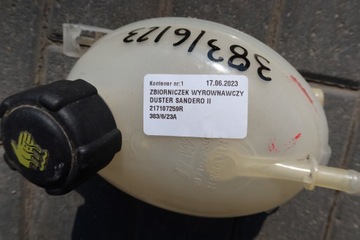 383/6/23
Kontener nr:1 17.06.2023
ZBIORNICZEK WYROWNAWCZY
DUSTER SANDERO II
217107259R
383/6/23A